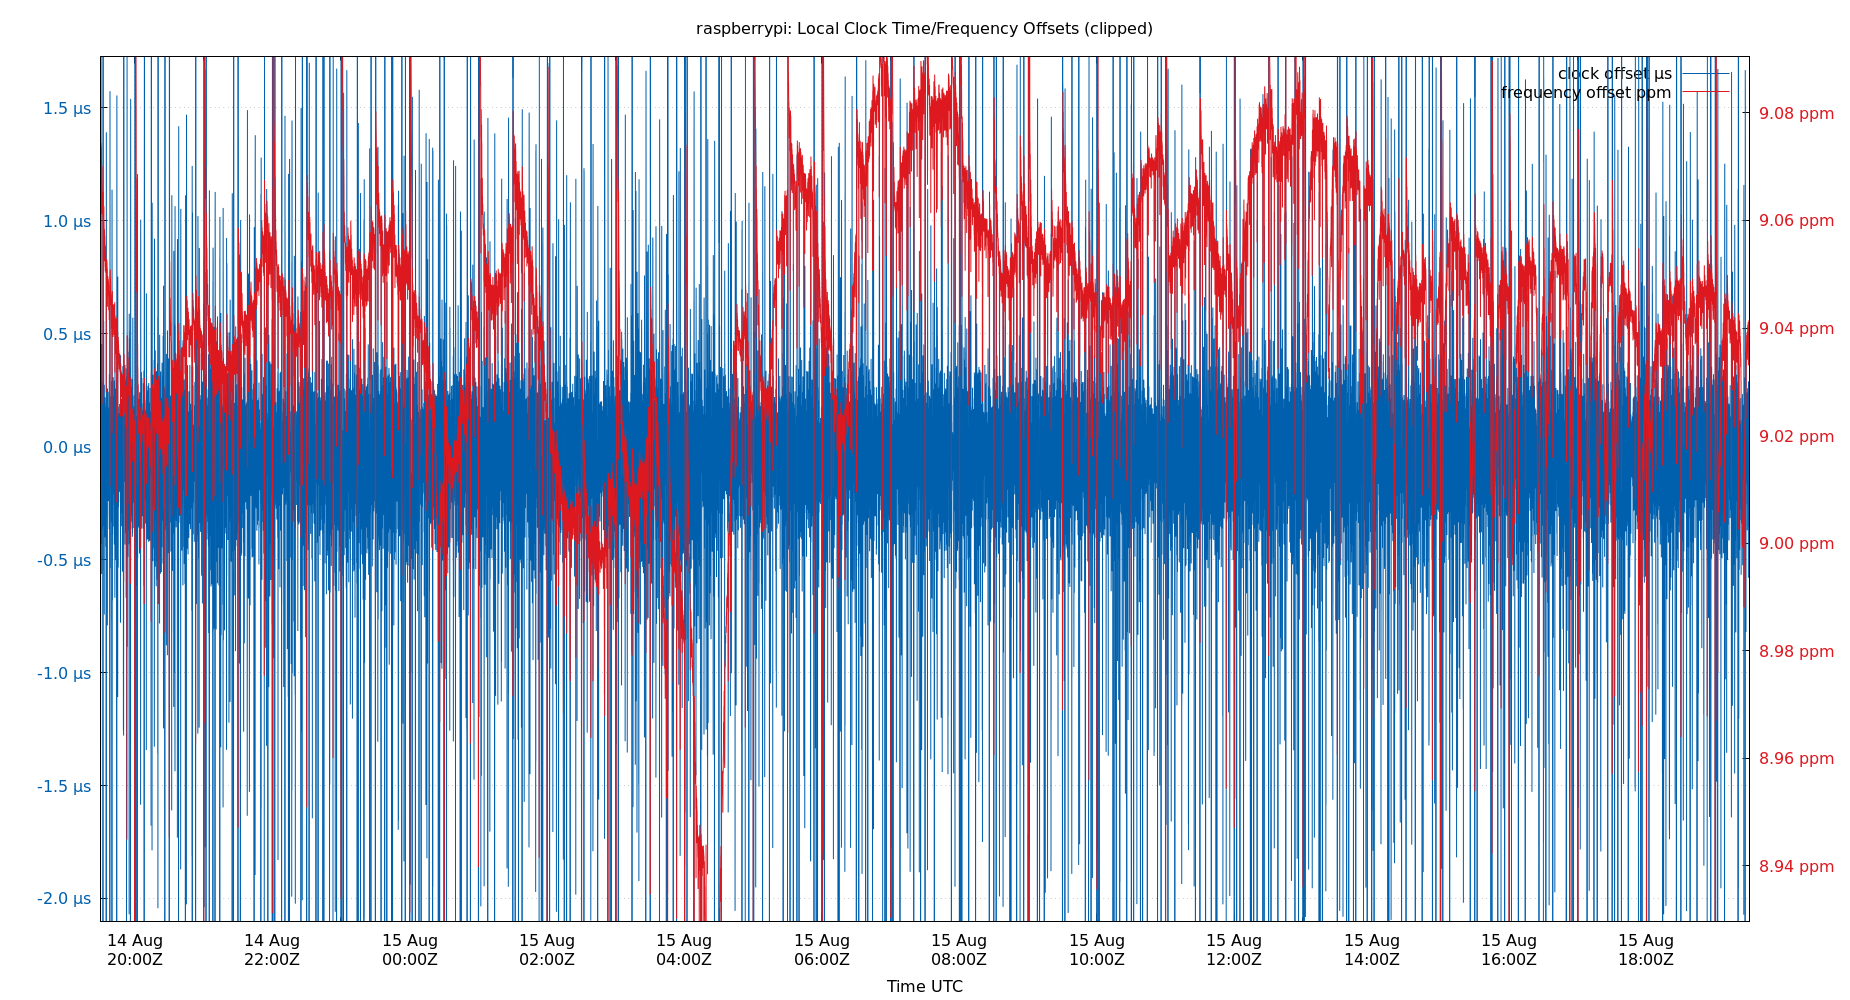 raspberrypi: Local Clock Time/Frequency Offsets (clipped)
clock offset µs
frequency offset ppm
1.5 µs
1.0 µs
0.5 µs
0.0 µs
-0.5 µs
-1.0 µs
-1.5 µs
-2.0 µs
9.08 ppm
9.06 ppm
9.04 ppm
9.02 ppm
9.00 ppm
8.98 ppm
8.96 ppm
8.94 ppm
14 Aug 14 Aug 15 Aug 15 Aug 15 Aug 15 Aug 15 Aug 15 Aug 15 Aug 15 Aug 15 Aug 15 Aug
20:00Z 22:00Z 00:00Z 02:00Z 04:00Z 06:00Z 08:00Z 10:00Z 12:00Z 14:00Z 16:00Z 18:00Z
Time UTC